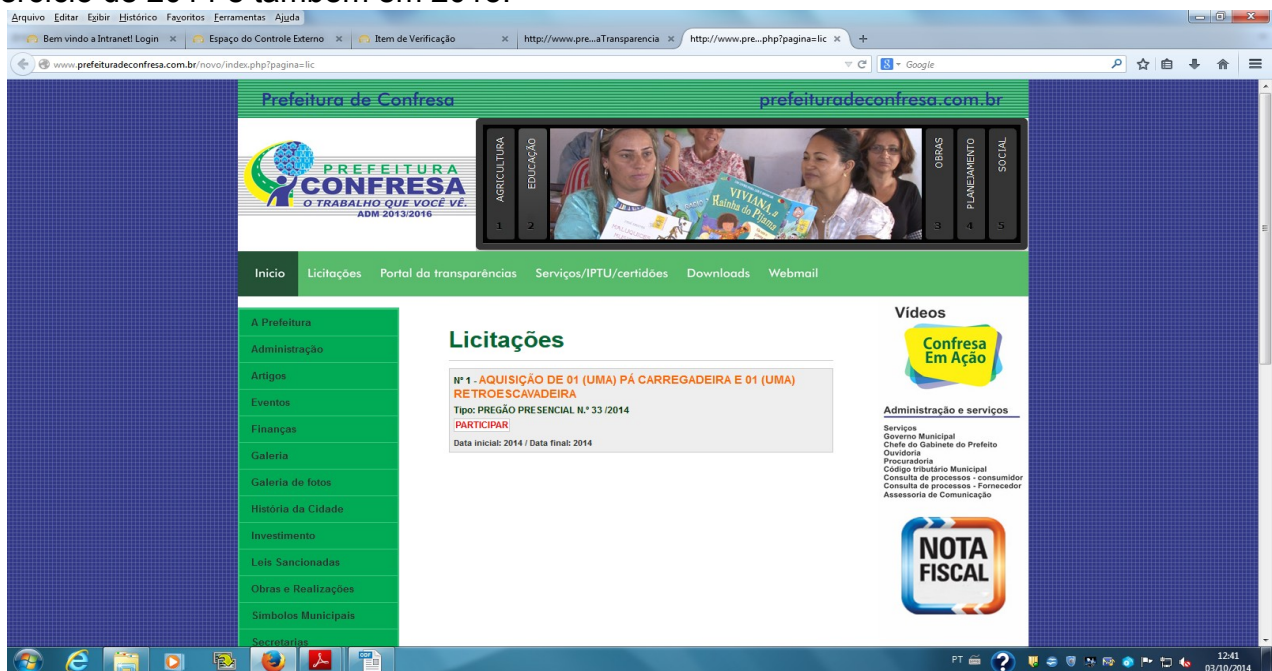 ercício de 2014 e também em 2013.
Arquivo Editar Exibir Histórico Favoritos Ferramentas Ajuda
Bem vindo a Intranet! Login × Espaço do Controle Externo × Item de Verificação × http://www.pre...aTransparencia × http://www.pre...php?pagina=lic × +
www.prefeituradeconfresa.com.br/novo/index.php?pagina=lic Google
Prefeitura de Confresa prefeituradeconfresa.com.br
PREFEITURA
CONFRESA
O TRABALHO QUE VOCÊ VÊ.
ADM 2013/2016
AGRICULTURA
1
EDUCAÇÃO
2
VIVIANA, a
Rainha do Pijama
OBRAS
3
PLANEJAMENTO
4
SOCIAL
5
Inicio Licitações Portal da transparências Serviços/IPTU/certidões Downloads Webmail
A Prefeitura
Administração
Artigos
Eventos
Finanças
Galeria
Galeria de fotos
História da Cidade
Investimento
Leis Sancionadas
Obras e Realizações
Simbolos Municipais
Secretarias
Licitações
Nº 1 - AQUISIÇÃO DE 01 (UMA) PÁ CARREGADEIRA E 01 (UMA)
RETROESCAVADEIRA
Tipo: PREGÃO PRESENCIAL N.º 33 /2014
PARTICIPAR
Data inicial: 2014 / Data final: 2014
Vídeos
Confresa
Em Ação
Administração e serviços
Serviços
Governo Municipal
Chefe do Gabinete do Prefeito
Ouvidoria
Procuradoria
Código tributário Municipal
Consulta de processos - consumidor
Consulta de processos - Fornecedor
Assessoria de Comunicação
NOTA
FISCAL
PT
12:41
03/10/2014